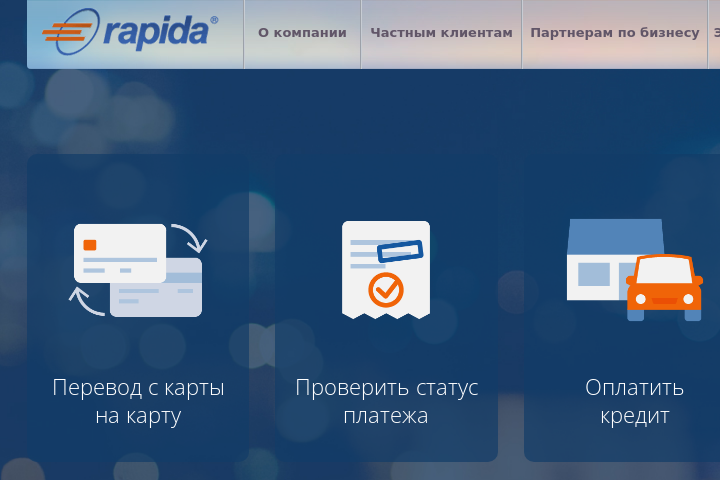 rapida®
О компании
Частным клиентам
Партнерам по бизнесу
Перевод с карты
на карту
Проверить статус
платежа
Оплатить
кредит